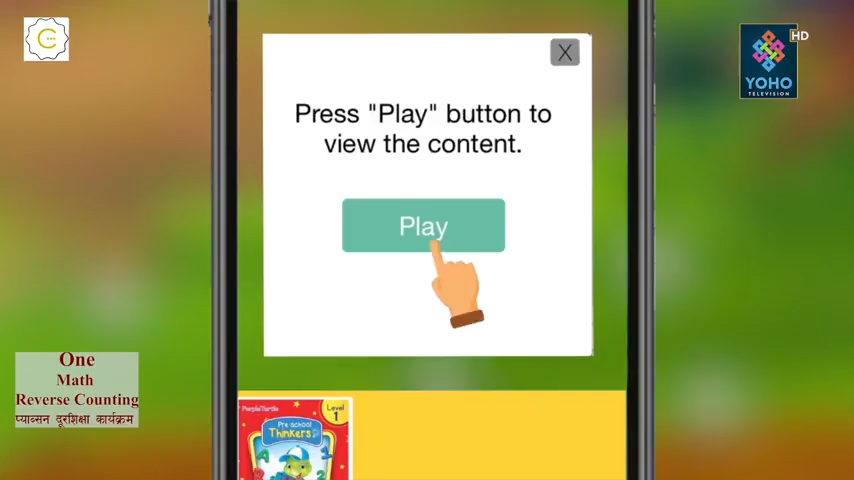 HD
YOHO
TELEVISION
X
Press "Play" button to
view the content.
Play
One
Math
Reverse Counting
प्याब्सन दूरशिक्षा कार्यक्रम
PurpleTurtle
Level
1
Pre-school
Thinkers